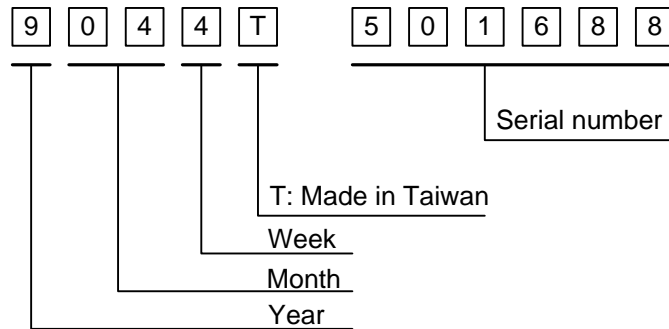 9 0 4 4 T 5 0 1 6 8 8
Serial number
T: Made in Taiwan
Week
Month
Year